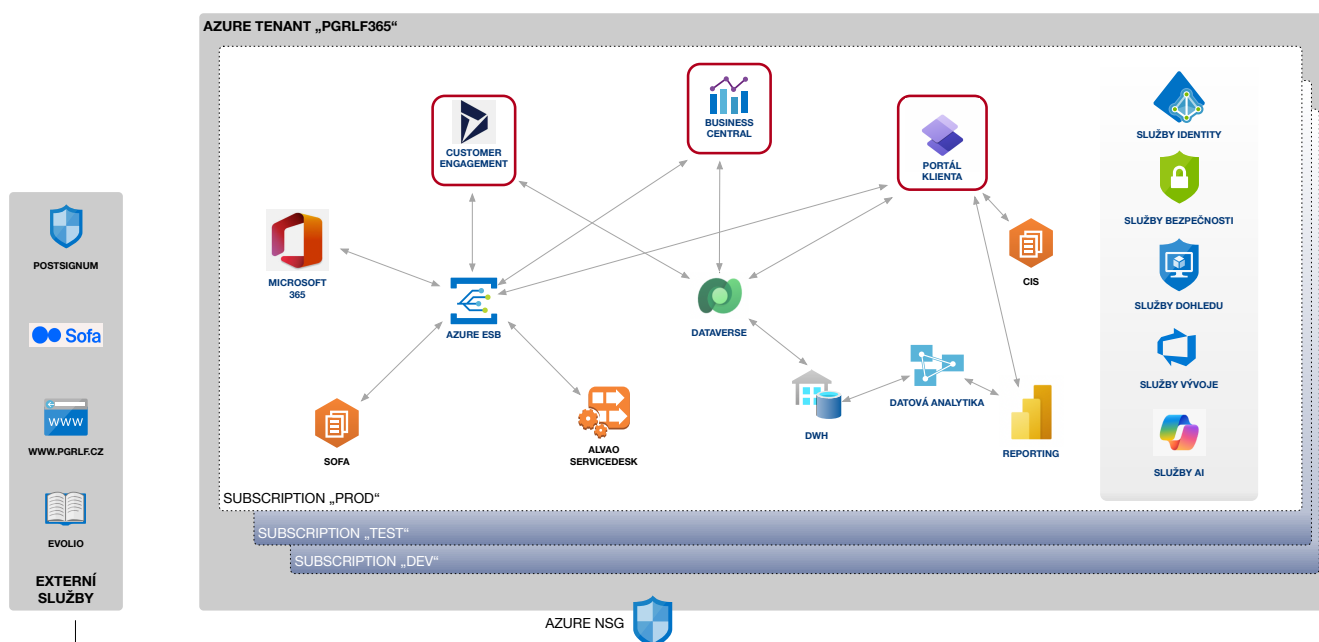 AZURE TENANT „PGRLF365“
CUSTOMER
ENGAGEMENT
BUSINESS
CENTRAL
PORTÁL
KLIENTA
MICROSOFT
365
AZURE ESB
DATAVERSE
CIS
SOFA
ALVAO
SERVICEDESK
DWH
DATOVÁ ANALYTIKA
REPORTING
SLUŽBY IDENTITY
SLUŽBY BEZPEČNOSTI
SLUŽBY DOHLEDU
SLUŽBY VÝVOJE
SLUŽBY AI
SUBSCRIPTION „PROD“
SUBSCRIPTION „TEST“
SUBSCRIPTION „DEV“
AZURE NSG
POSTSIGNUM
Sofa
WWW
WWW.PGRLF.CZ
EVOLIO
EXTERNÍ
SLUŽBY